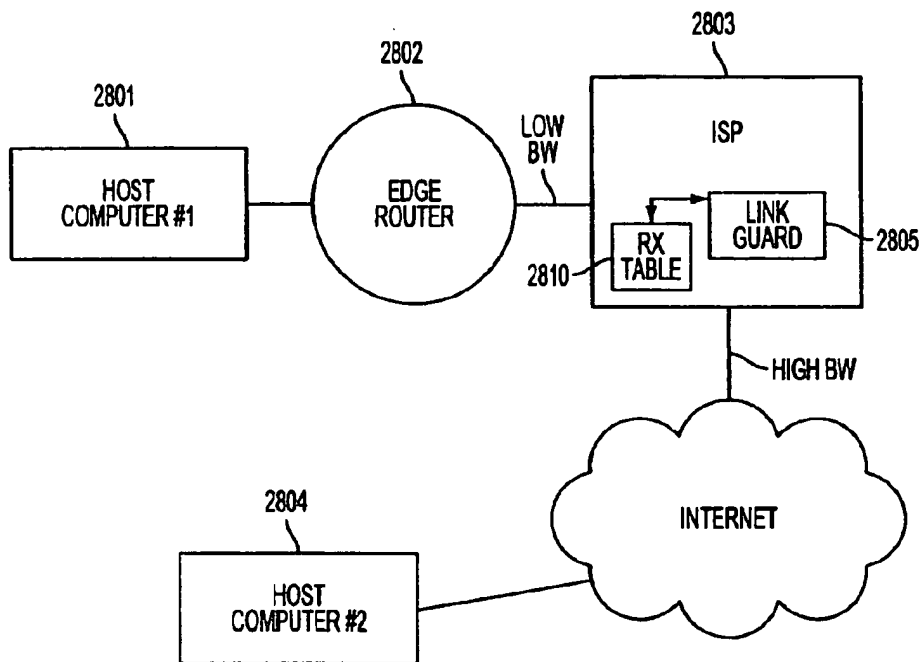 2803
2802
2801
LOW
BW
ISP
HOST
COMPUTER #1
EDGE
ROUTER
LINK
GUARD
2805
RX
TABLE
2810
HIGH BW
INTERNET
2804
HOST
COMPUTER #2